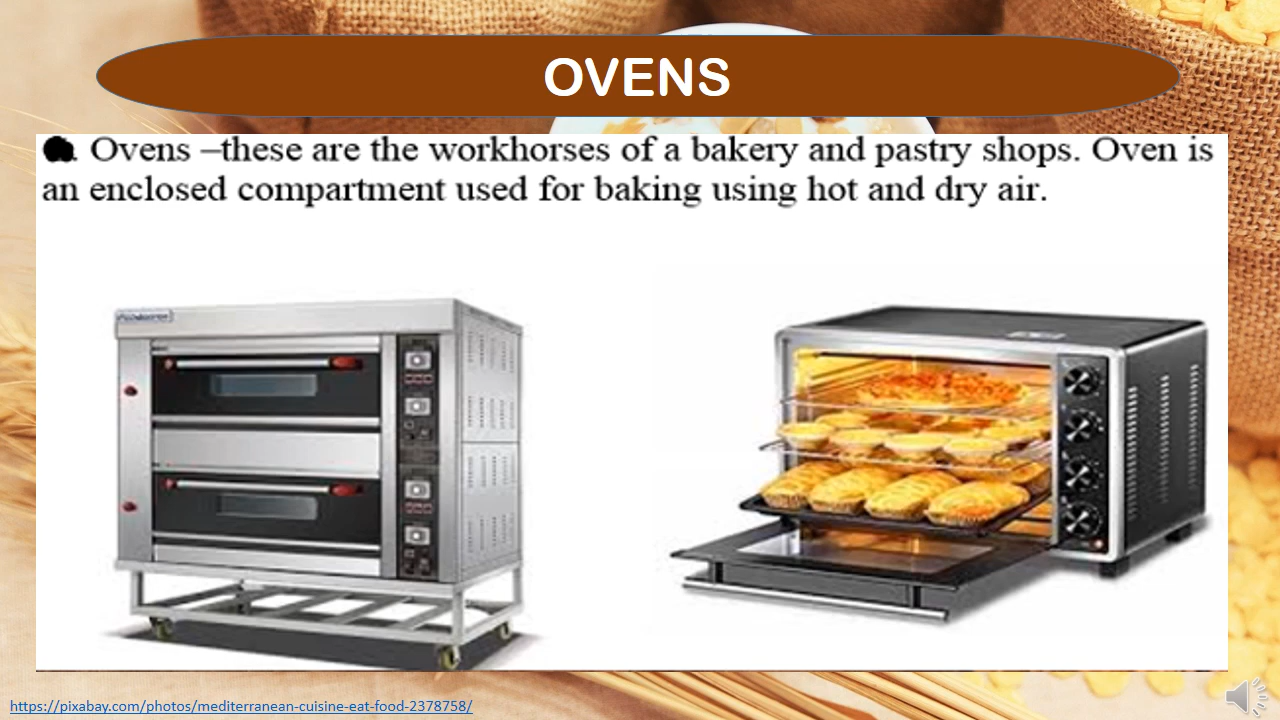 OVENS
Ovens –these are the workhorses of a bakery and pastry shops. Oven is
an enclosed compartment used for baking using hot and dry air.
https://pixabay.com/photos/mediterranean-cuisine-eat-food-2378758/